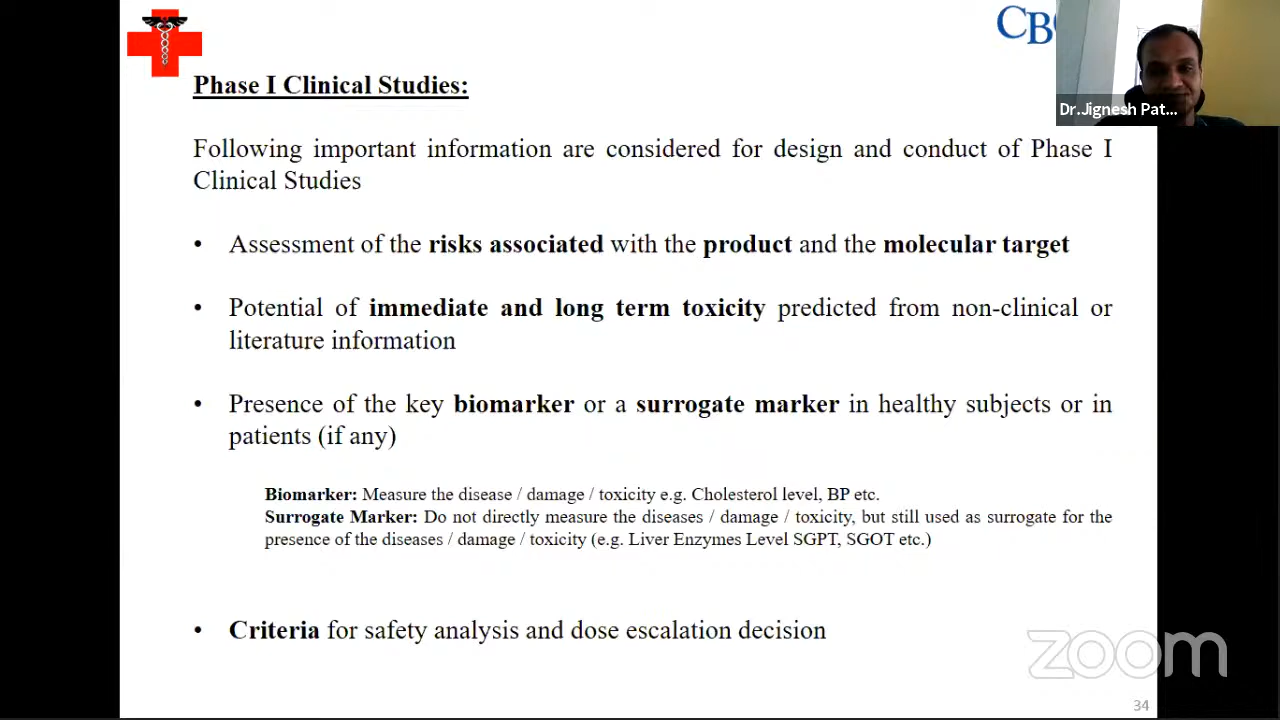 CB
Dr.Jignesh Pat...
Phase I Clinical Studies:
Following important information are considered for design and conduct of Phase I
Clinical Studies
• Assessment of the risks associated with the product and the molecular target
• Potential of immediate and long term toxicity predicted from non-clinical or
literature information
• Presence of the key biomarker or a surrogate marker in healthy subjects or in
patients (if any)
Biomarker: Measure the disease / damage / toxicity e.g. Cholesterol level, BP etc.
Surrogate Marker: Do not directly measure the diseases / damage / toxicity, but still used as surrogate for the
presence of the diseases / damage / toxicity (e.g. Liver Enzymes Level SGPT, SGOT etc.)
• Criteria for safety analysis and dose escalation decision
zoom
34